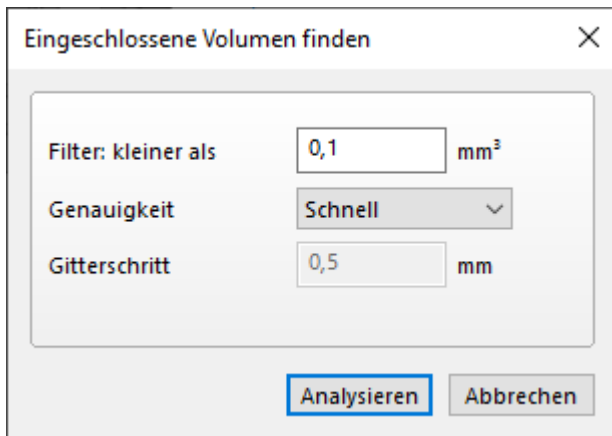 Eingeschlossene Volumen finden
Filter: kleiner als 0,1 mm³
Genauigkeit Schnell
Gitterschritt 0,5 mm
Analysieren Abbrechen